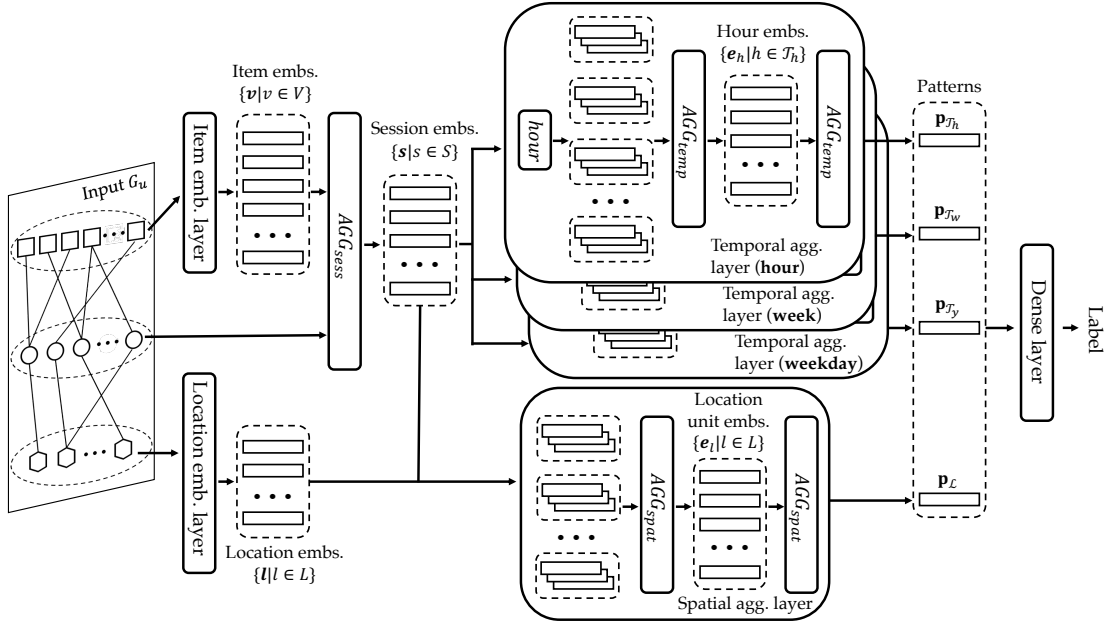 Input G_u
Item emb. layer
Item embs.
{v|v ∈ V}
AGG_sess
Session embs.
{s|s ∈ S}
Location emb. layer
Location embs.
{l|l ∈ L}
hour
AGG_temp
Hour embs.
{e_h|h ∈ 𝒯_h}
AGG_temp
Temporal agg.
layer (hour)
Temporal agg.
layer (week)
Temporal agg.
layer (weekday)
AGG_spat
Location
unit embs.
{e_l|l ∈ L}
AGG_spat
Spatial agg. layer
Patterns
p_𝒯_h
p_𝒯_w
p_𝒯_y
p_ℒ
Dense layer
Label